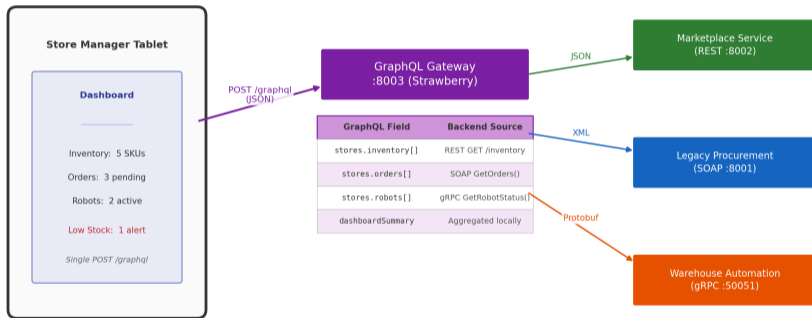 Store Manager Tablet
Dashboard
Inventory: 5 SKUs
Orders: 3 pending
Robots: 2 active
Low Stock: 1 alert
Single POST /graphql
POST /graphql
(JSON)
GraphQL Gateway
:8003 (Strawberry)
GraphQL Field Backend Source
stores.inventory[] REST GET /inventory
stores.orders[] SOAP GetOrders()
stores.robots[] gRPC GetRobotStatus()
dashboardSummary Aggregated locally
JSON
XML
Protobuf
Marketplace Service
(REST :8002)
Legacy Procurement
(SOAP :8001)
Warehouse Automation
(gRPC :50051)